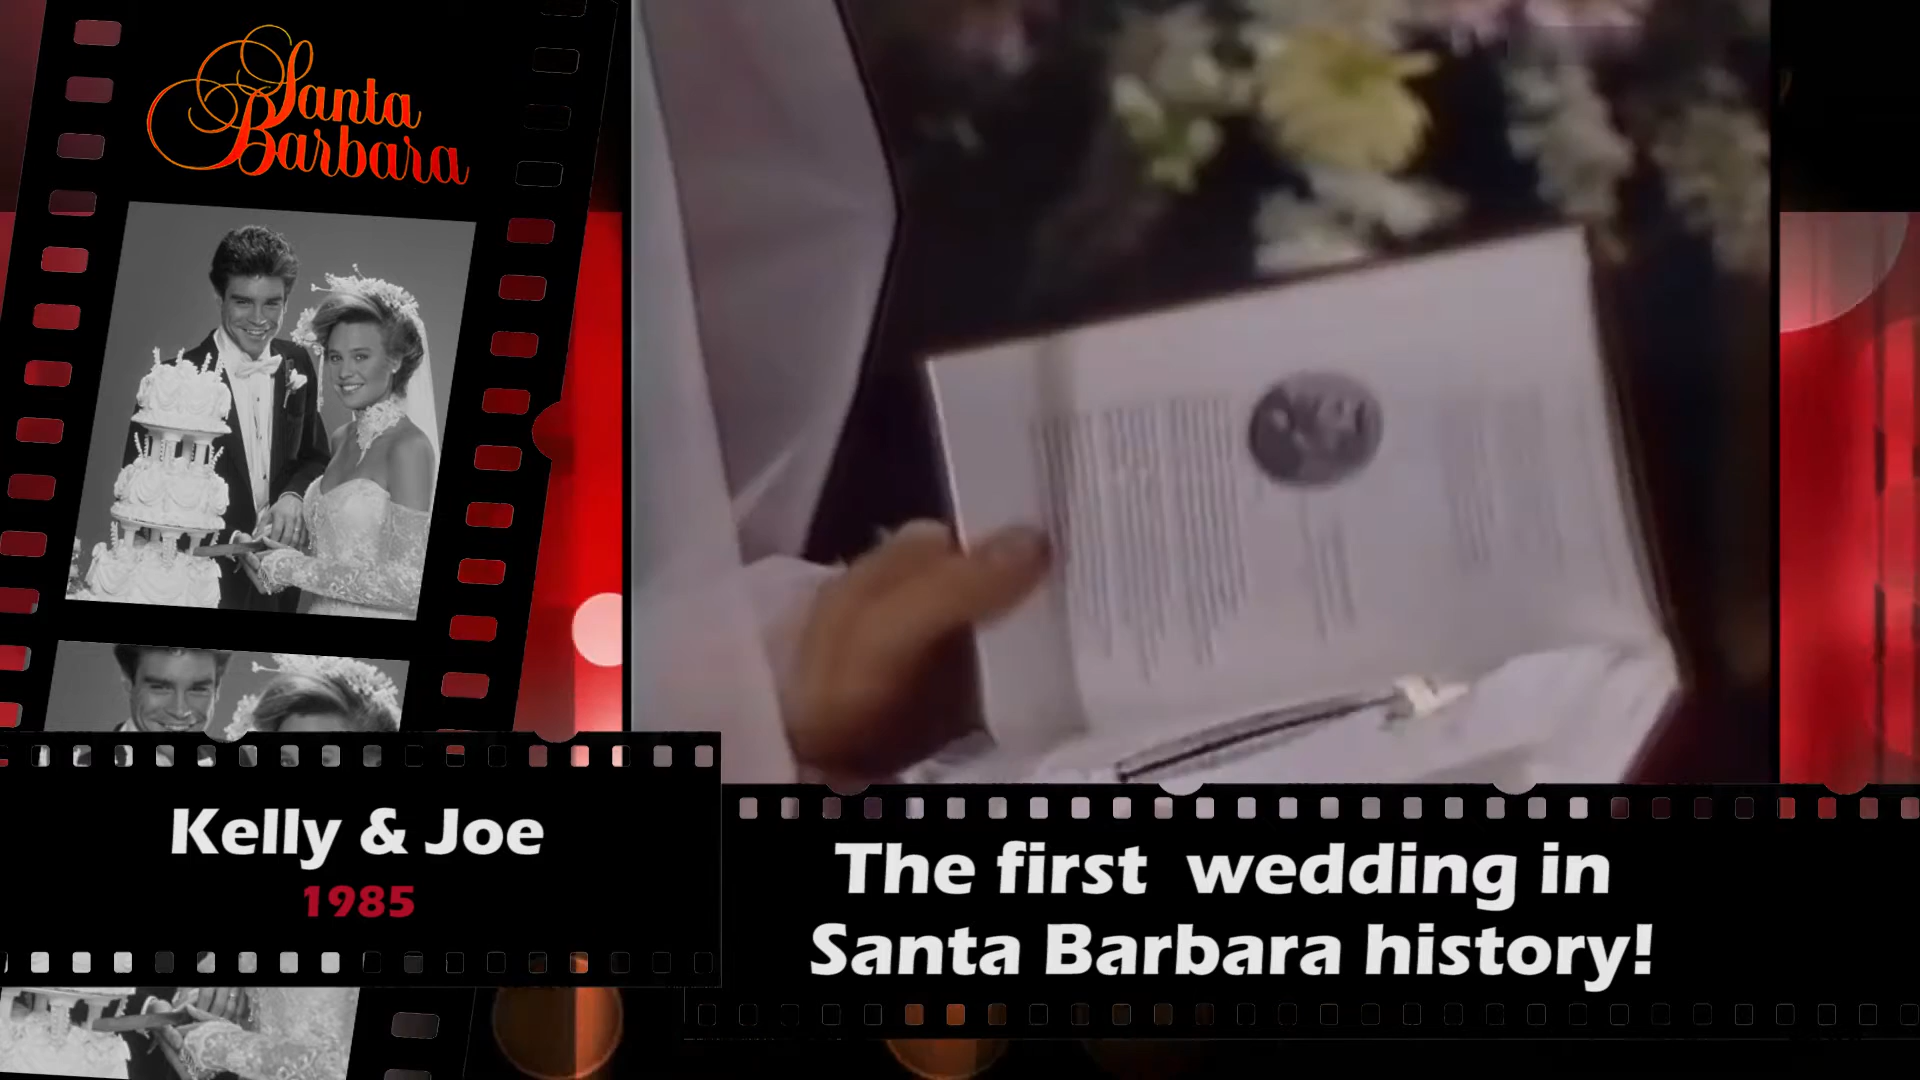 Santa
Barbara
Kelly & Joe
1985
The first wedding in
Santa Barbara history!